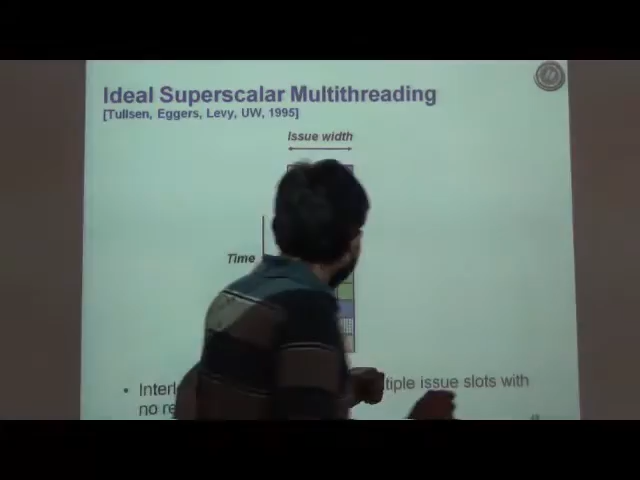 Ideal Superscalar Multithreading
[Tullsen, Eggers, Levy, UW, 1995]
Issue width
Time
• Interl tiple issue slots with
no re